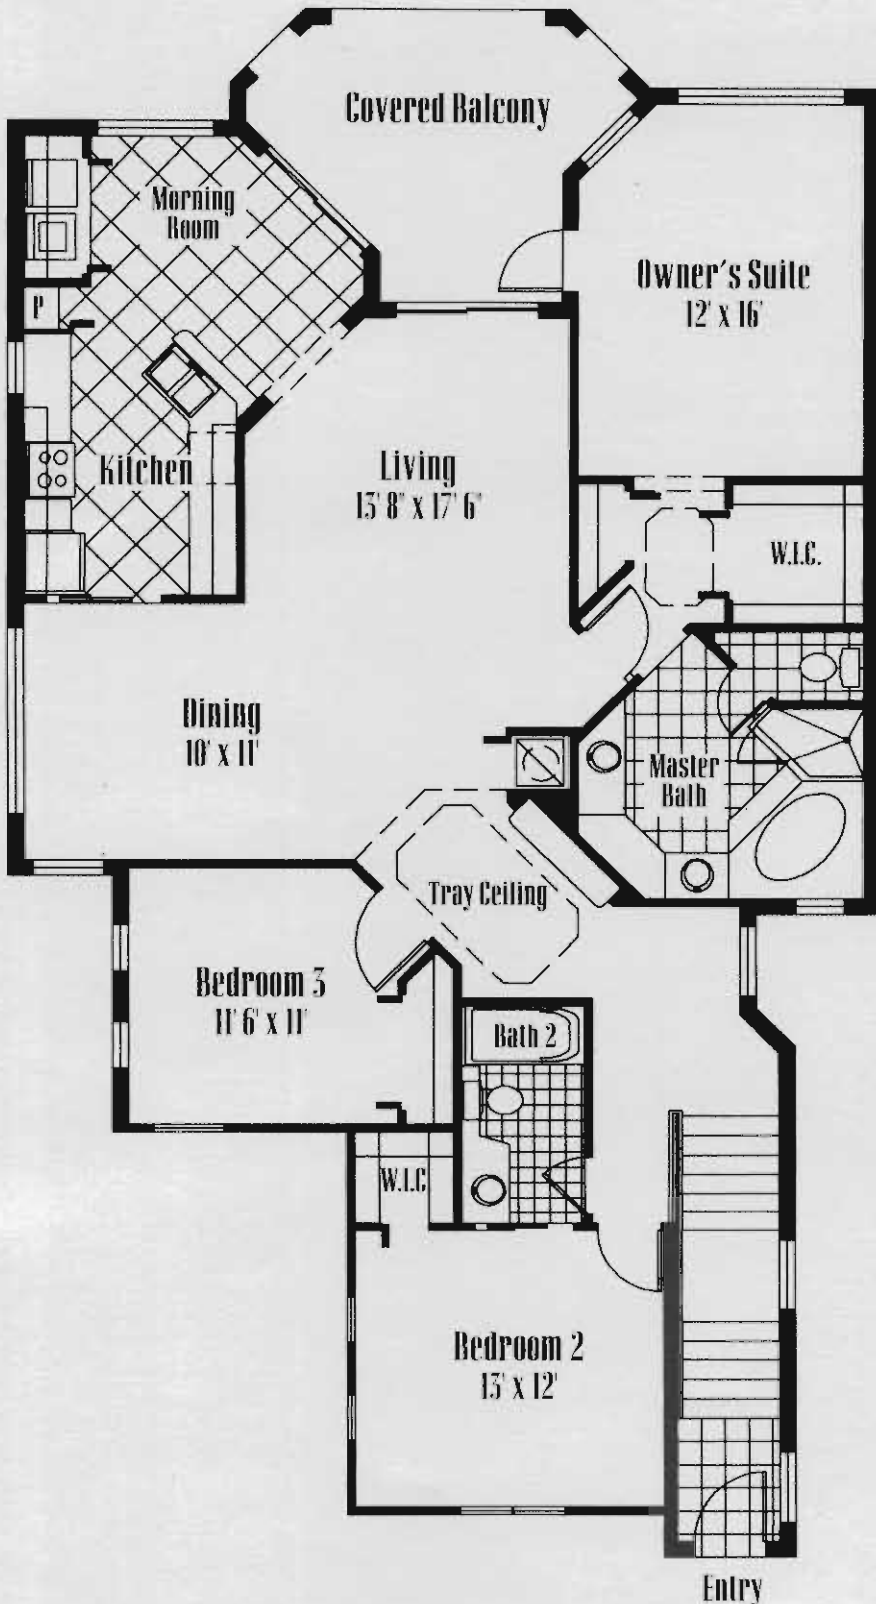 Covered Balcony
Morning
Room
Owner's Suite
12' x 16'
P
Kitchen
Living
13' 8" x 17' 6"
W.I.C.
Dining
10' x 11'
Master
Bath
Tray Ceiling
Bedroom 3
11' 6" x 11'
Bath 2
W.I.C
Bedroom 2
13' x 12'
Entry